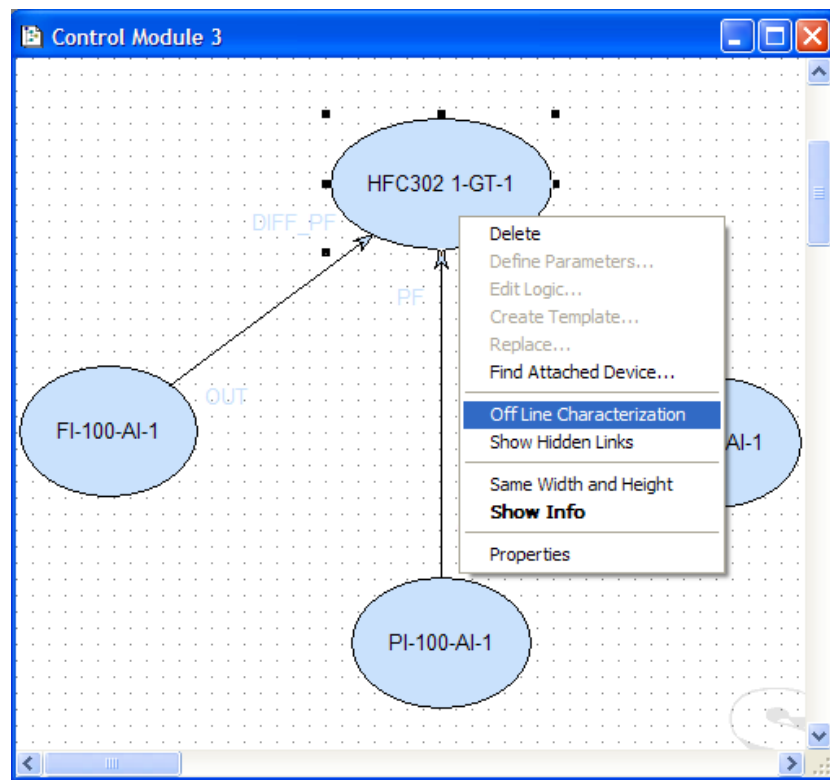 Control Module 3
HFC302 1-GT-1
DIFF_PF
PF
OUT
FI-100-AI-1
AI-1
PI-100-AI-1
Delete
Define Parameters...
Edit Logic...
Create Template...
Replace...
Find Attached Device...
Off Line Characterization
Show Hidden Links
Same Width and Height
Show Info
Properties